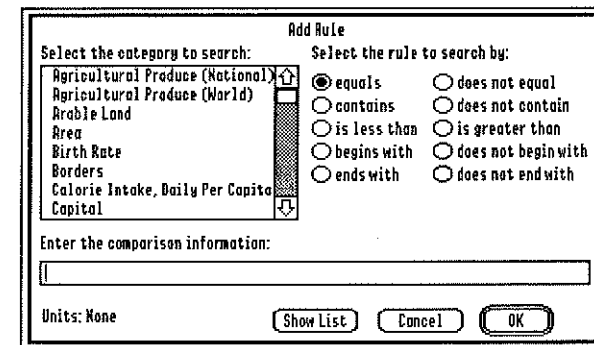 Add Rule
Select the category to search:
Agricultural Produce (National)
Agricultural Produce (World)
Arable Land
Area
Birth Rate
Borders
Calorie Intake, Daily Per Capita
Capital
Select the rule to search by:
equals does not equal
contains does not contain
is less than is greater than
begins with does not begin with
ends with does not end with
Enter the comparison information:
Units: None
Show List Cancel OK